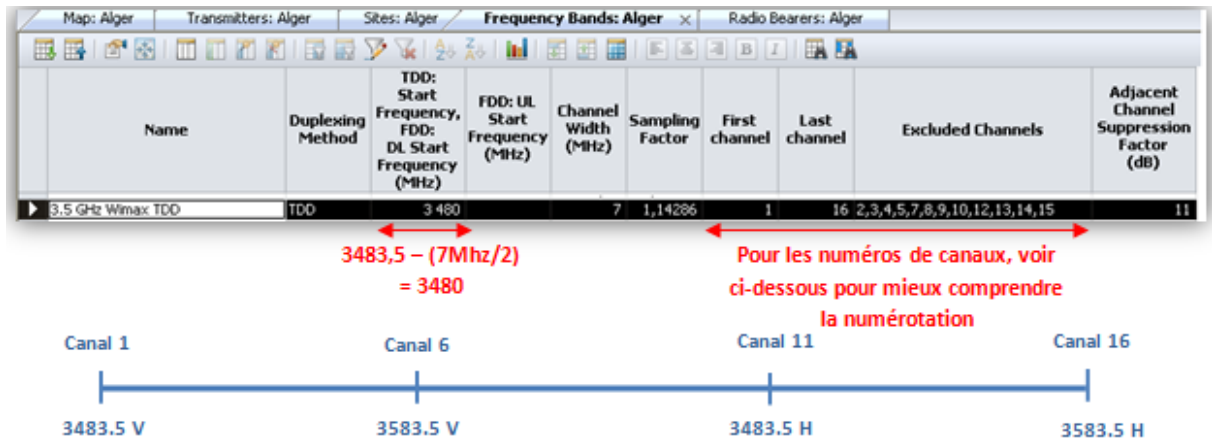 Map: Alger Transmitters: Alger Sites: Alger Frequency Bands: Alger Radio Bearers: Alger
Name
Duplexing
Method
TDD:
Start
Frequency,
FDD:
DL Start
Frequency
(MHz)
FDD: UL
Start
Frequency
(MHz)
Channel
Width
(MHz)
Sampling
Factor
First
channel
Last
channel
Excluded Channels
Adjacent
Channel
Suppression
Factor
(dB)
3.5 GHz Wimax TDD TDD 3 480 7 1,14286 1 16 2,3,4,5,7,8,9,10,12,13,14,15 11
3483,5 – (7Mhz/2)
= 3480
Pour les numéros de canaux, voir
ci-dessous pour mieux comprendre
la numérotation
Canal 1 Canal 6 Canal 11 Canal 16
3483.5 V 3583.5 V 3483.5 H 3583.5 H